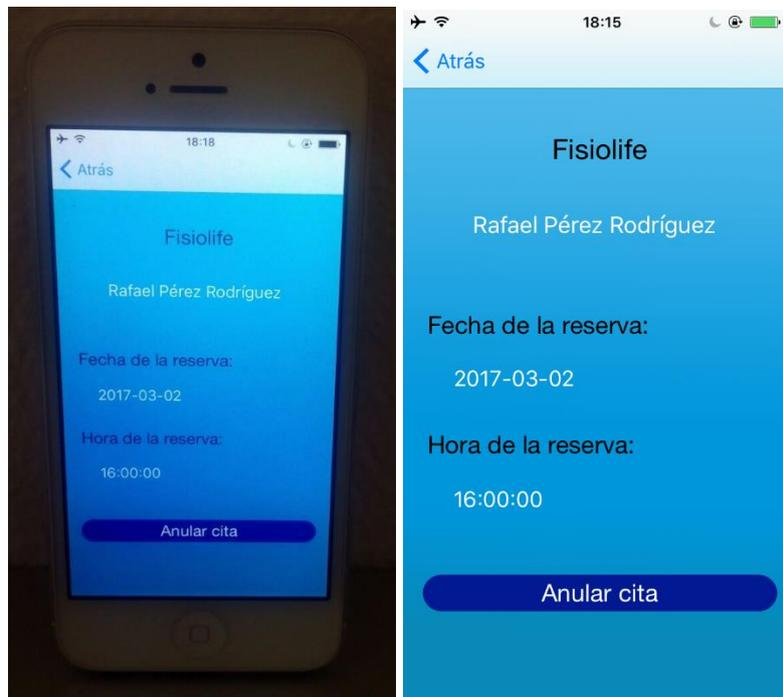 18:18
Atrás
Fisiolife
Rafael Pérez Rodríguez
Fecha de la reserva:
2017-03-02
Hora de la reserva:
16:00:00
Anular cita
18:15
Atrás
Fisiolife
Rafael Pérez Rodríguez
Fecha de la reserva:
2017-03-02
Hora de la reserva:
16:00:00
Anular cita